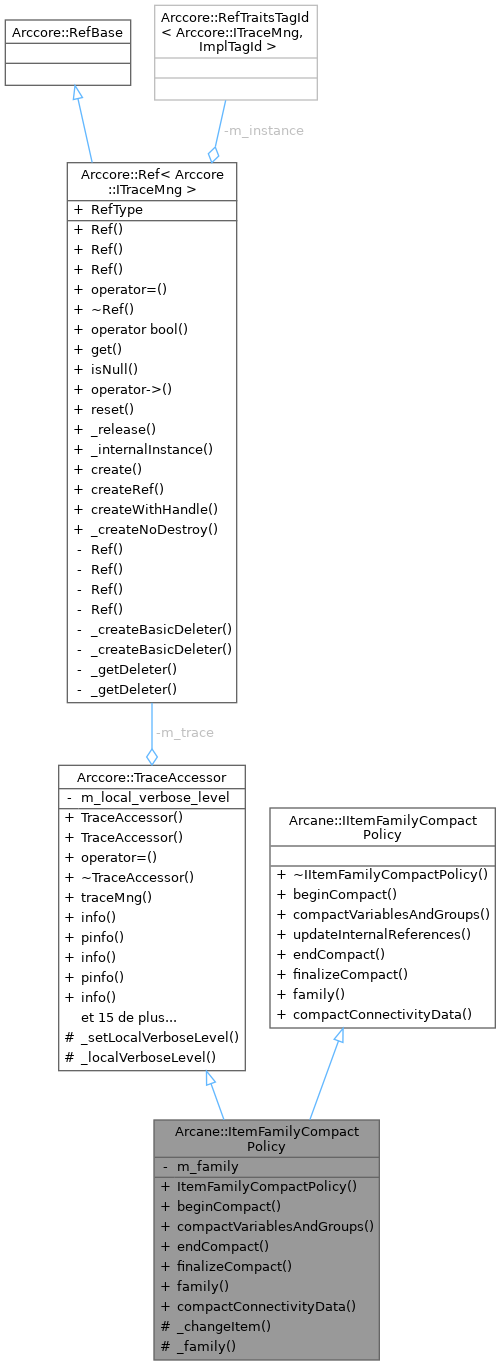 Arccore::RefBase
Arccore::RefTraitsTagId
< Arccore::ITraceMng,
ImplTagId >
-m_instance
Arccore::Ref< Arccore
::ITraceMng >
+ RefType
+ Ref()
+ Ref()
+ Ref()
+ operator=()
+ ~Ref()
+ operator bool()
+ get()
+ isNull()
+ operator->()
+ reset()
+ _release()
+ _internalInstance()
+ create()
+ createRef()
+ createWithHandle()
+ _createNoDestroy()
- Ref()
- Ref()
- Ref()
- Ref()
- _createBasicDeleter()
- _createBasicDeleter()
- _getDeleter()
- _getDeleter()
-m_trace
Arccore::TraceAccessor
- m_local_verbose_level
+ TraceAccessor()
+ TraceAccessor()
+ operator=()
+ ~TraceAccessor()
+ traceMng()
+ info()
+ pinfo()
+ info()
+ pinfo()
+ info()
et 15 de plus...
# _setLocalVerboseLevel()
# _localVerboseLevel()
Arcane::IItemFamilyCompact
Policy
+ ~IItemFamilyCompactPolicy()
+ beginCompact()
+ compactVariablesAndGroups()
+ updateInternalReferences()
+ endCompact()
+ finalizeCompact()
+ family()
+ compactConnectivityData()
Arcane::ItemFamilyCompact
Policy
- m_family
+ ItemFamilyCompactPolicy()
+ beginCompact()
+ compactVariablesAndGroups()
+ endCompact()
+ finalizeCompact()
+ family()
+ compactConnectivityData()
# _changeItem()
# _family()